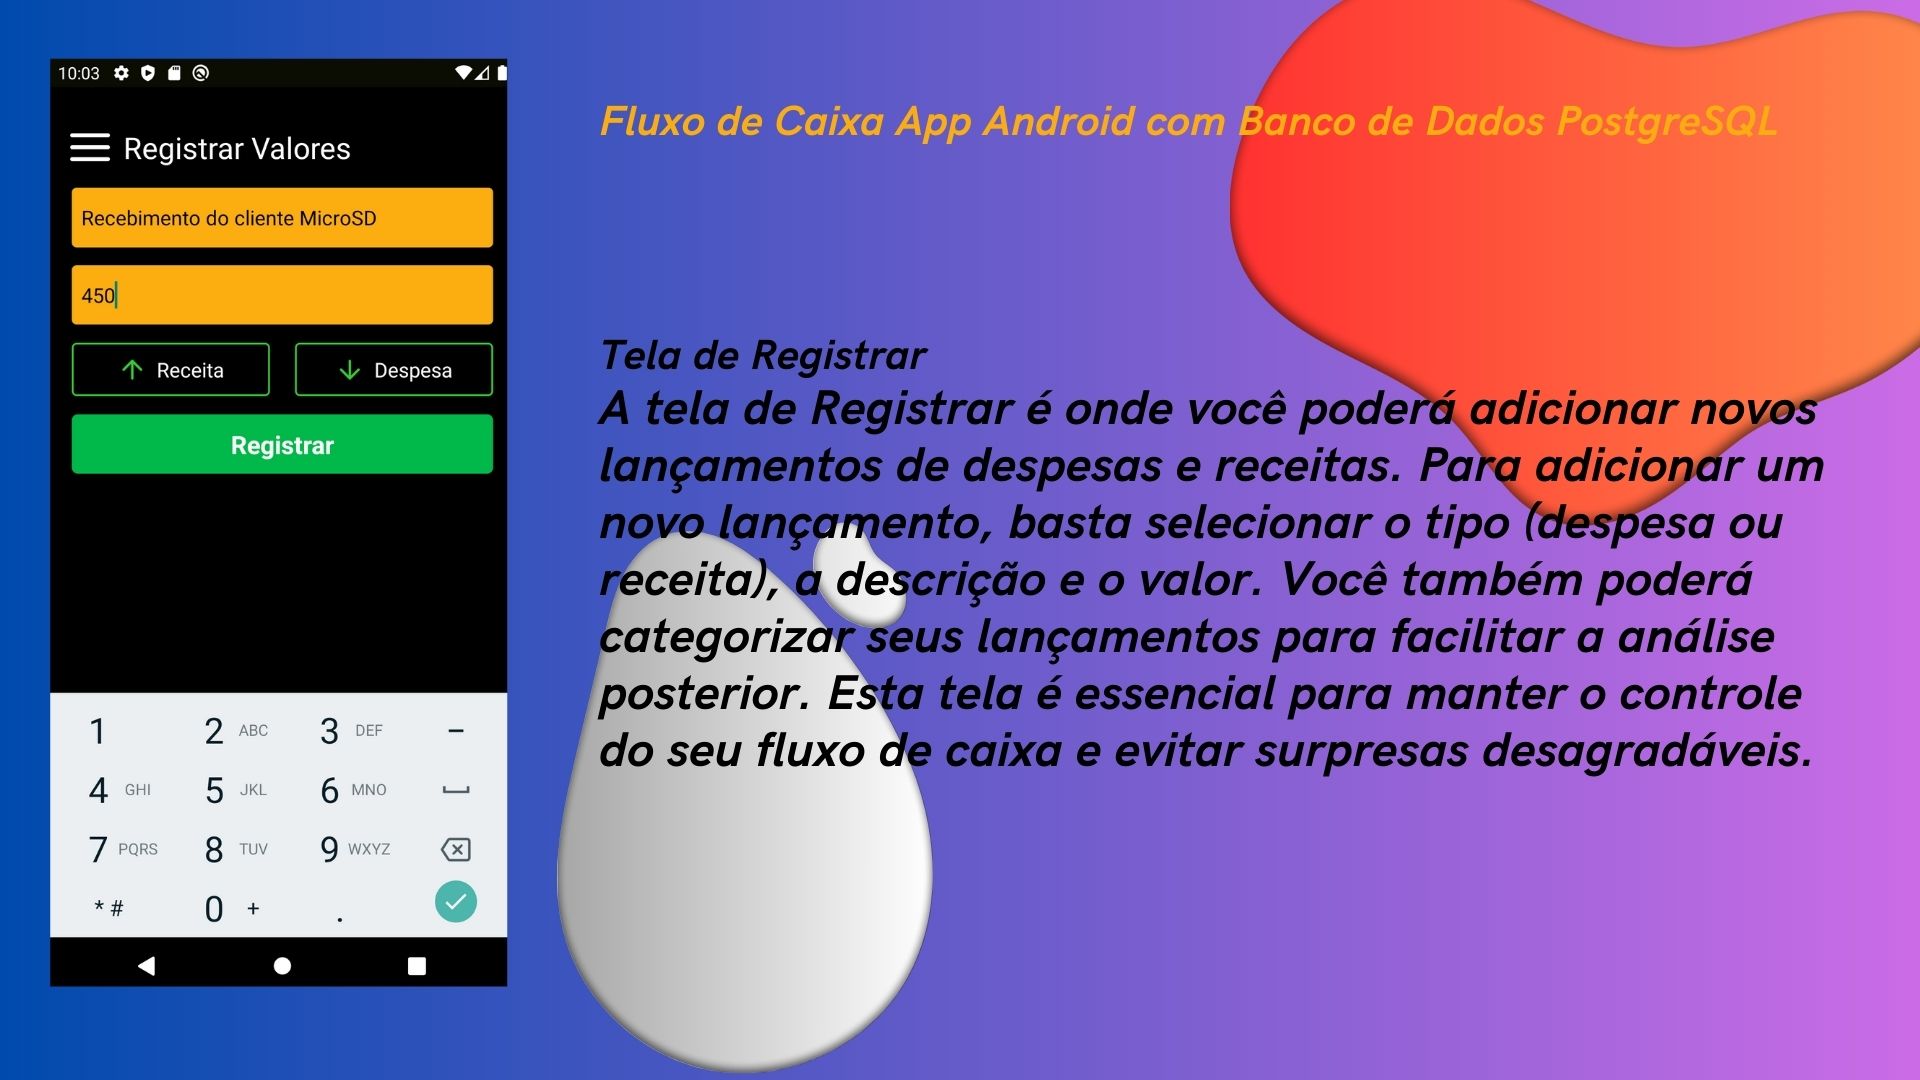 10:03
Registrar Valores
Recebimento do cliente MicroSD
450
Receita
Despesa
Registrar
1
2 ABC
3 DEF
-
4 GHI
5 JKL
6 MNO
7 PQRS
8 TUV
9 WXYZ
* #
0 +
.
Fluxo de Caixa App Android com Banco de Dados PostgreSQL
Tela de Registrar
A tela de Registrar é onde você poderá adicionar novos
lançamentos de despesas e receitas. Para adicionar um
novo lançamento, basta selecionar o tipo (despesa ou
receita), a descrição e o valor. Você também poderá
categorizar seus lançamentos para facilitar a análise
posterior. Esta tela é essencial para manter o controle
do seu fluxo de caixa e evitar surpresas desagradáveis.